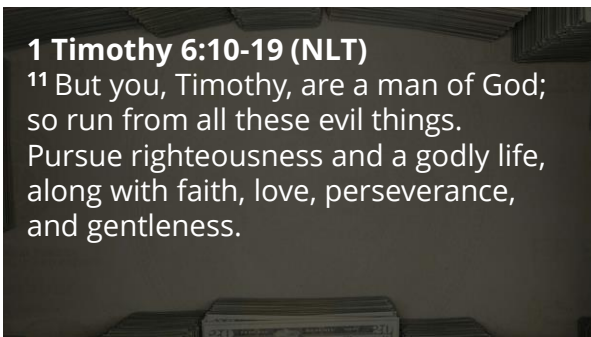 1 Timothy 6:10-19 (NLT)
¹¹ But you, Timothy, are a man of God;
so run from all these evil things.
Pursue righteousness and a godly life,
along with faith, love, perseverance,
and gentleness.